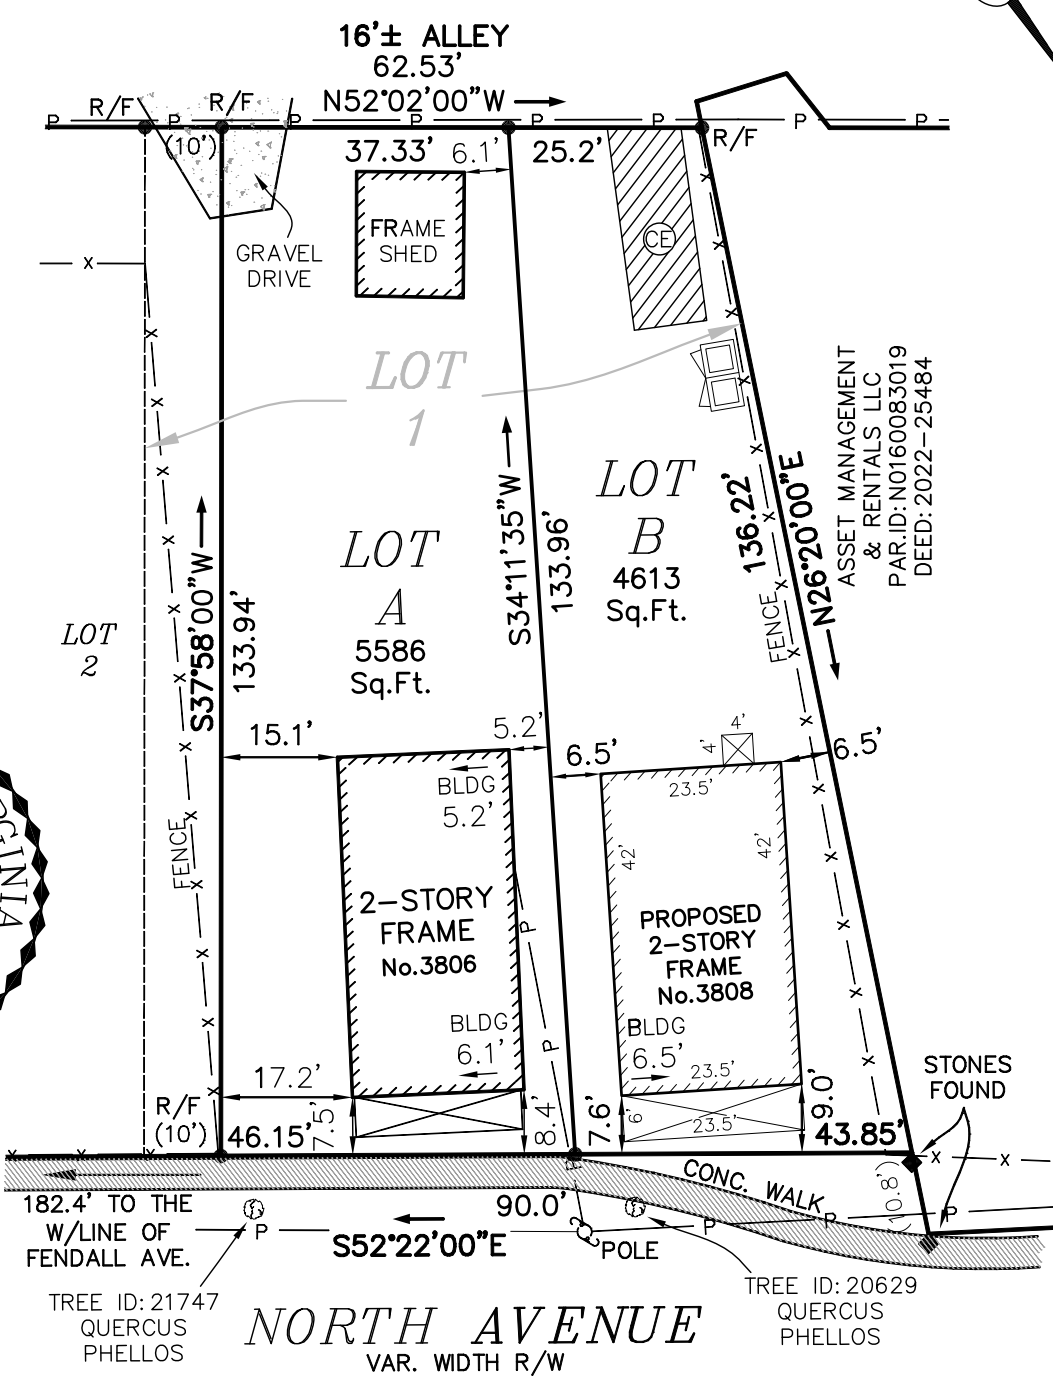 16'± ALLEY
62.53'
N52°02'00"W
R/F
R/F
R/F
P P P P P P P P
(10')
37.33'
6.1'
25.2'
FRAME
SHED
GRAVEL
DRIVE
CE
LOT
1
LOT
A
5586
Sq.Ft.
LOT
B
4613
Sq.Ft.
LOT
2
S37°58'00"W
133.94'
S34°11'35"W
133.96'
136.22'
N26°20'00"E
FENCE
FENCE
ASSET MANAGEMENT
& RENTALS LLC
PAR.ID:N0160083019
DEED: 2022-25484
15.1'
5.2'
6.5'
4'
4'
6.5'
BLDG
5.2'
23.5'
42'
42'
2-STORY
FRAME
No.3806
PROPOSED
2-STORY
FRAME
No.3808
BLDG
6.1'
BLDG
6.5'
23.5'
17.2'
7.5'
8.4'
7.6'
6'
23.5'
9.0'
R/F
(10')
46.15'
43.85'
STONES
FOUND
(10.8')
CONC. WALK
182.4' TO THE
W/LINE OF
FENDALL AVE.
90.0'
S52°22'00"E
P P P P
P P P
POLE
TREE ID: 21747
QUERCUS
PHELLOS
TREE ID: 20629
QUERCUS
PHELLOS
NORTH AVENUE
VAR. WIDTH R/W
GINIA